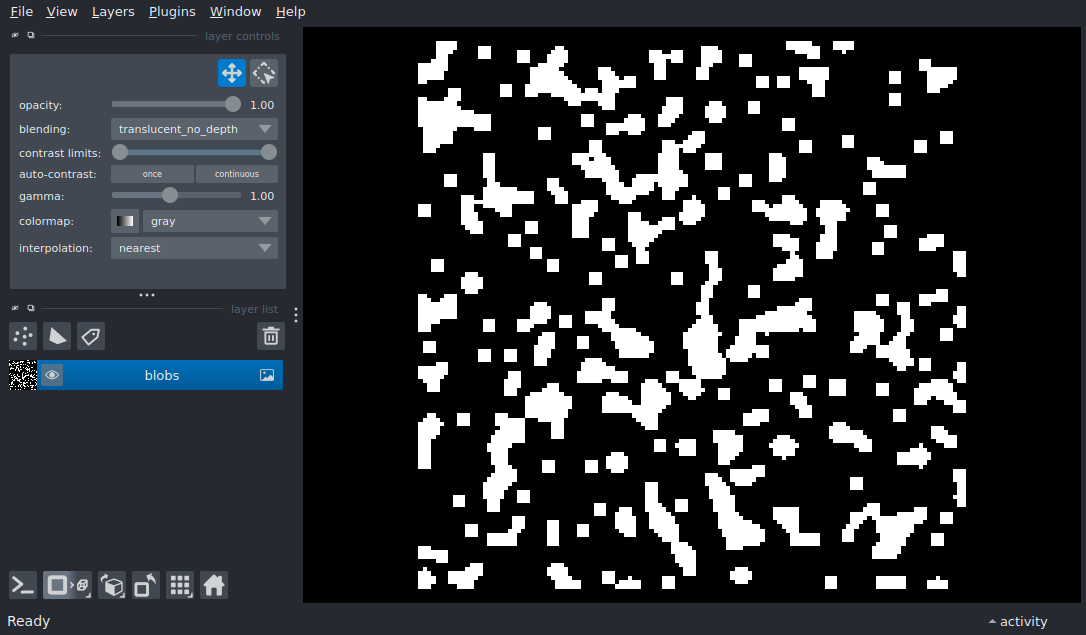 File View Layers Plugins Window Help
layer controls
opacity: 1.00
blending: translucent_no_depth
contrast limits:
auto-contrast: once continuous
gamma: 1.00
colormap: gray
interpolation: nearest
layer list
blobs
Ready activity